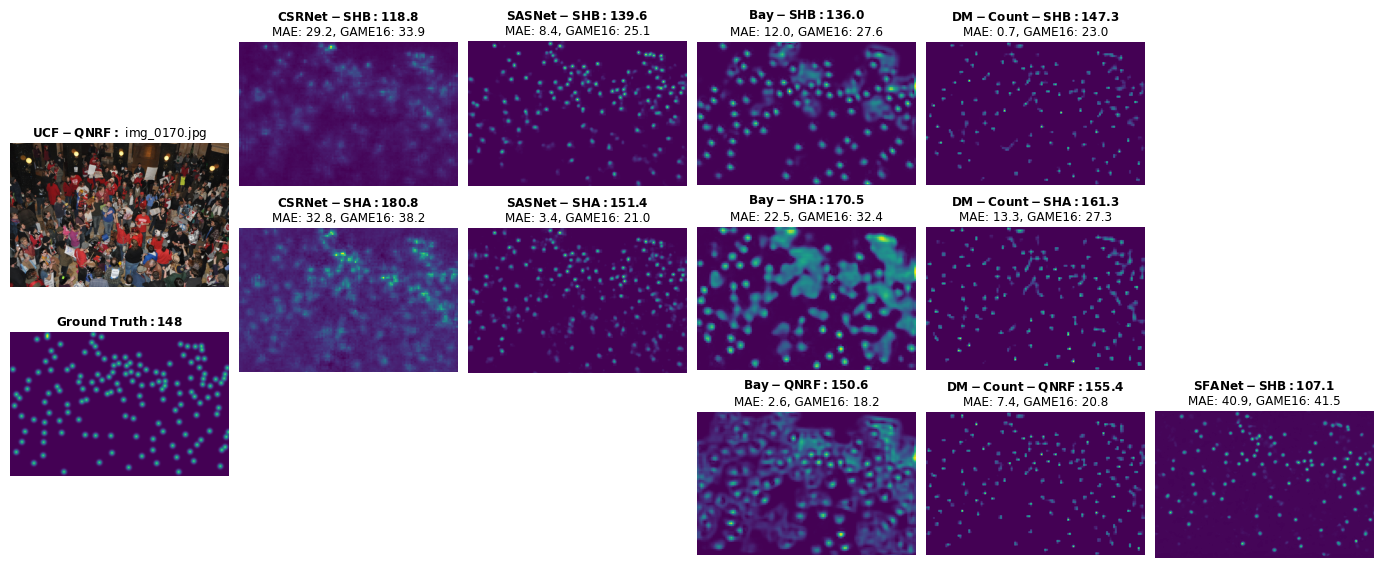 UCF − QNRF : img_0170.jpg
Ground Truth : 148
CSRNet − SHB : 118.8
MAE: 29.2, GAME16: 33.9
SASNet − SHB : 139.6
MAE: 8.4, GAME16: 25.1
Bay − SHB : 136.0
MAE: 12.0, GAME16: 27.6
DM − Count − SHB : 147.3
MAE: 0.7, GAME16: 23.0
CSRNet − SHA : 180.8
MAE: 32.8, GAME16: 38.2
SASNet − SHA : 151.4
MAE: 3.4, GAME16: 21.0
Bay − SHA : 170.5
MAE: 22.5, GAME16: 32.4
DM − Count − SHA : 161.3
MAE: 13.3, GAME16: 27.3
Bay − QNRF : 150.6
MAE: 2.6, GAME16: 18.2
DM − Count − QNRF : 155.4
MAE: 7.4, GAME16: 20.8
SFANet − SHB : 107.1
MAE: 40.9, GAME16: 41.5